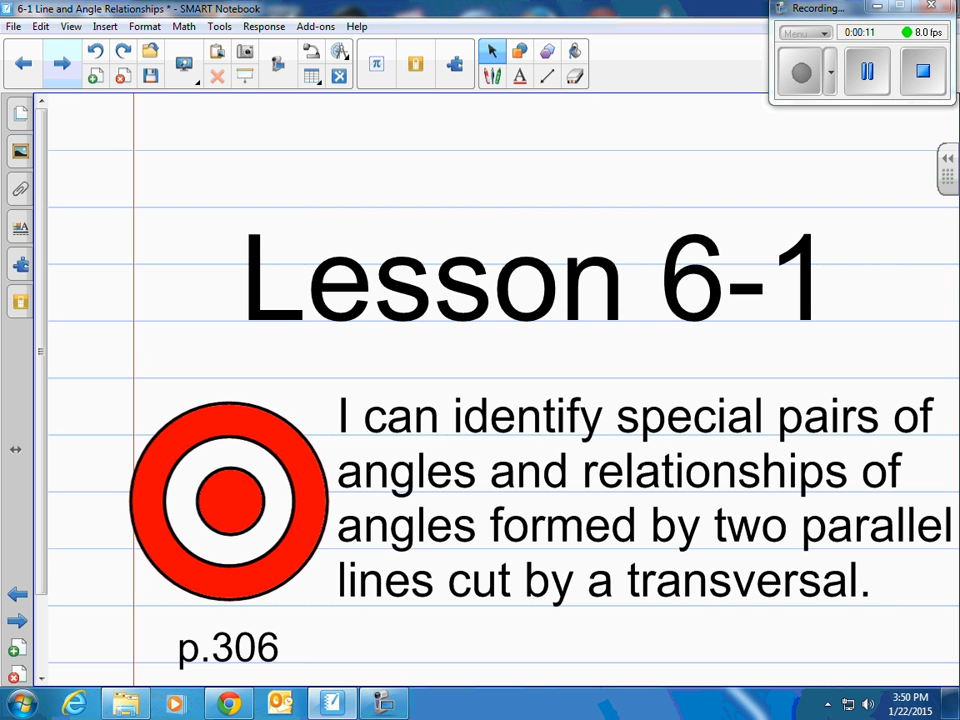 6-1 Line and Angle Relationships * - SMART Notebook
Recording...
File Edit View Insert Format Math Tools Response Add-ons Help
Menu 0:00:11 8.0 fps
Lesson 6-1
I can identify special pairs of
angles and relationships of
angles formed by two parallel
lines cut by a transversal.
p.306
3:50 PM
1/22/2015